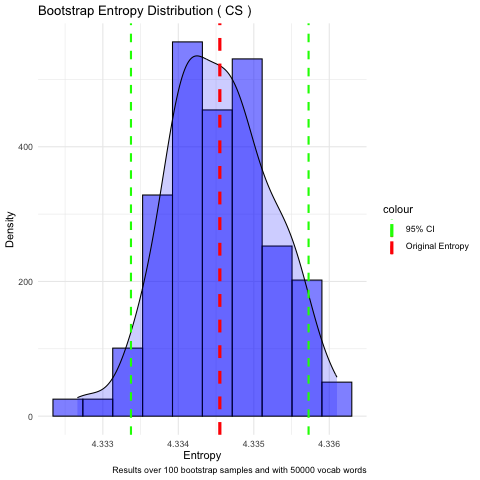 Bootstrap Entropy Distribution ( CS )
Density
400
200
0
4.333 4.334 4.335 4.336
Entropy
Results over 100 bootstrap samples and with 50000 vocab words
colour
95% CI
Original Entropy